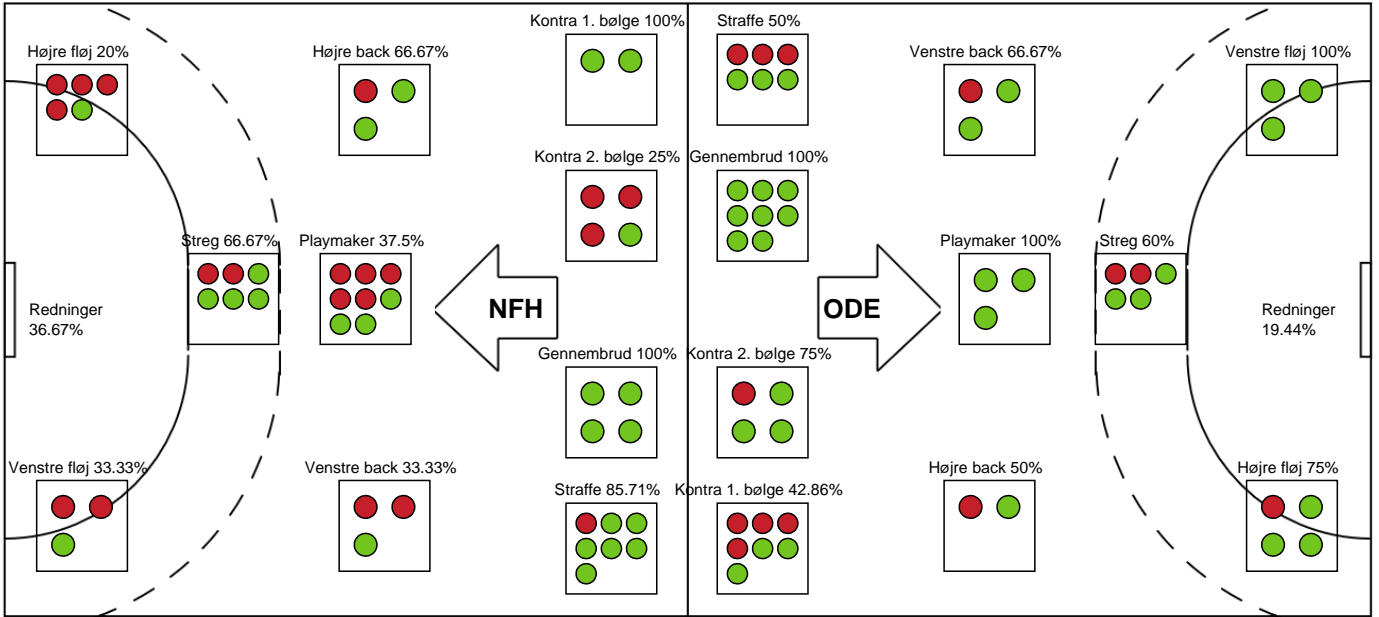 Kontra 1. bølge 100%
Straffe 50%
Højre fløj 20%
Højre back 66.67%
Venstre back 66.67%
Venstre fløj 100%
Kontra 2. bølge 25%
Gennembrud 100%
Streg 66.67%
Playmaker 37.5%
Playmaker 100%
Streg 60%
Redninger
36.67%
NFH
ODE
Redninger
19.44%
Gennembrud 100%
Kontra 2. bølge 75%
Venstre fløj 33.33%
Venstre back 33.33%
Højre back 50%
Højre fløj 75%
Straffe 85.71%
Kontra 1. bølge 42.86%